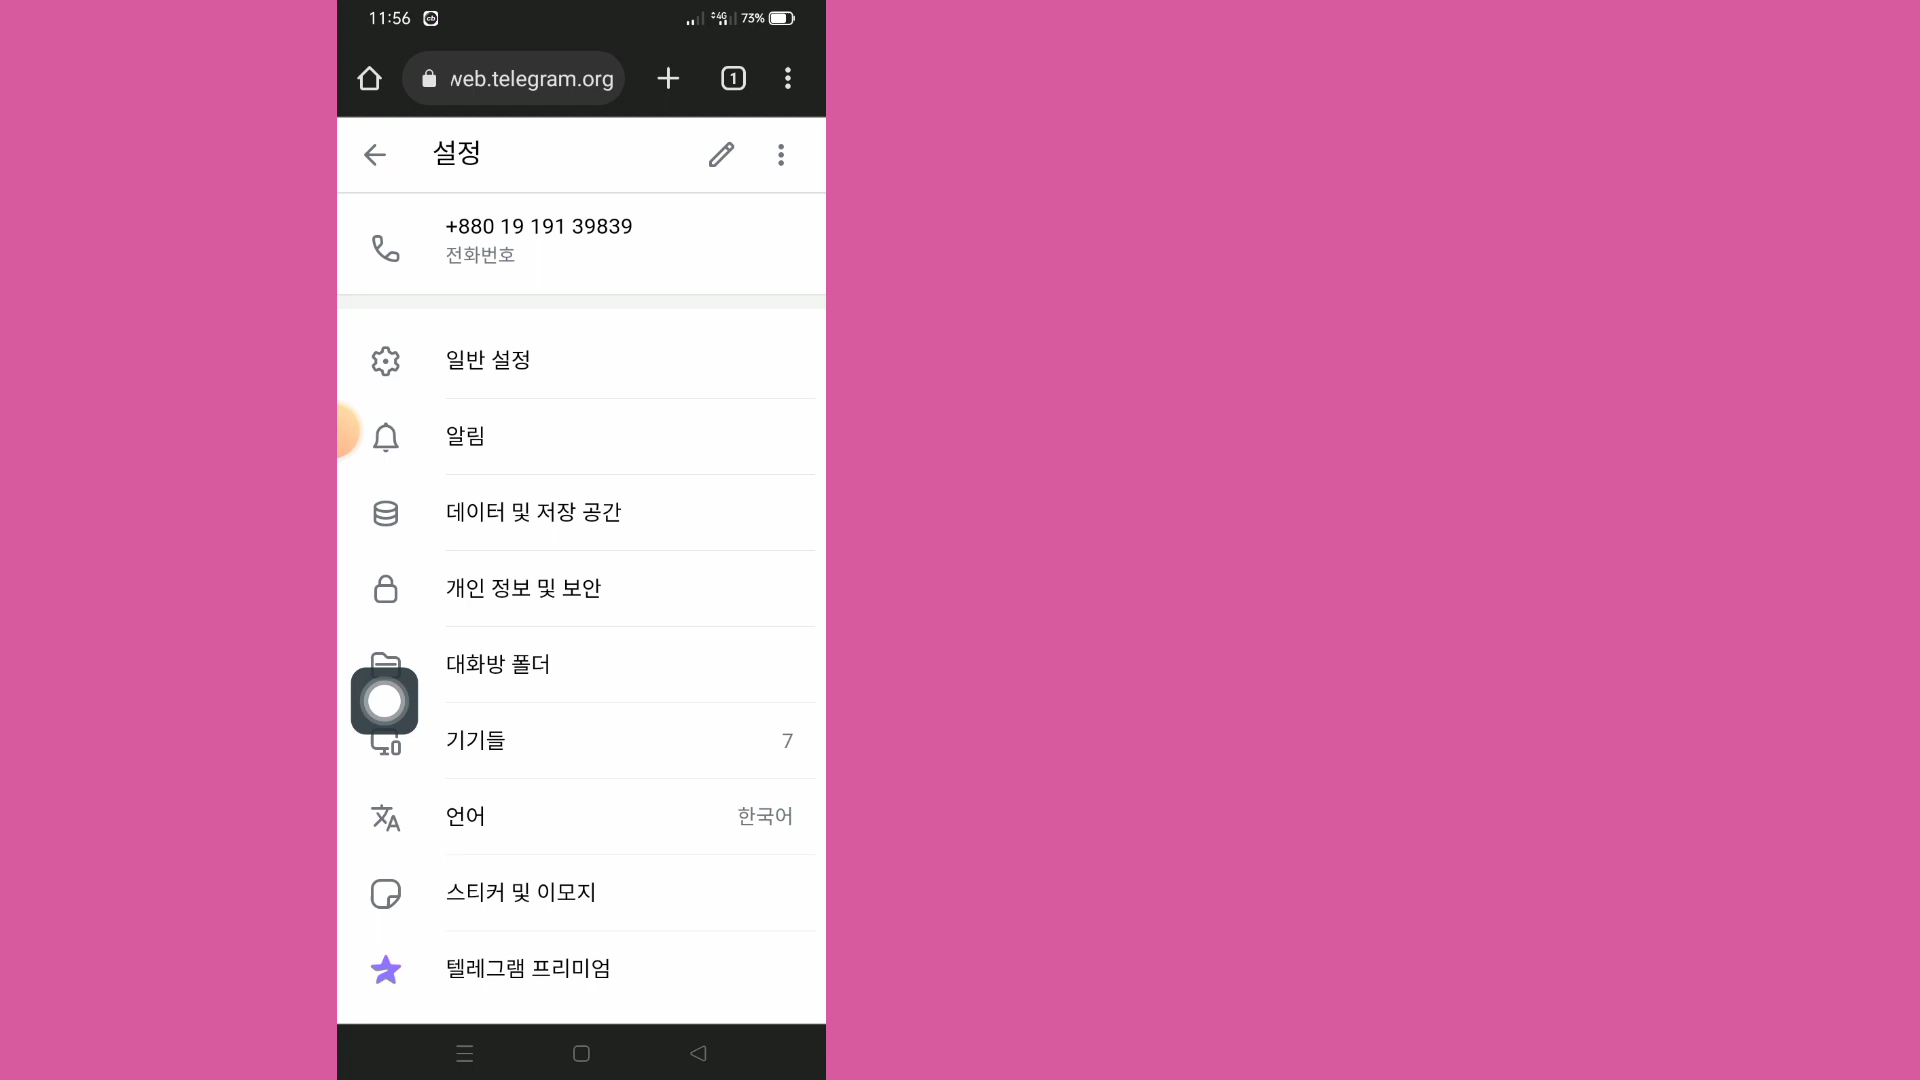 11:56
4G 73%
web.telegram.org
1
설정
+880 19 191 39839
전화번호
일반 설정
알림
데이터 및 저장 공간
개인 정보 및 보안
대화방 폴더
기기들 7
언어 한국어
스티커 및 이모지
텔레그램 프리미엄